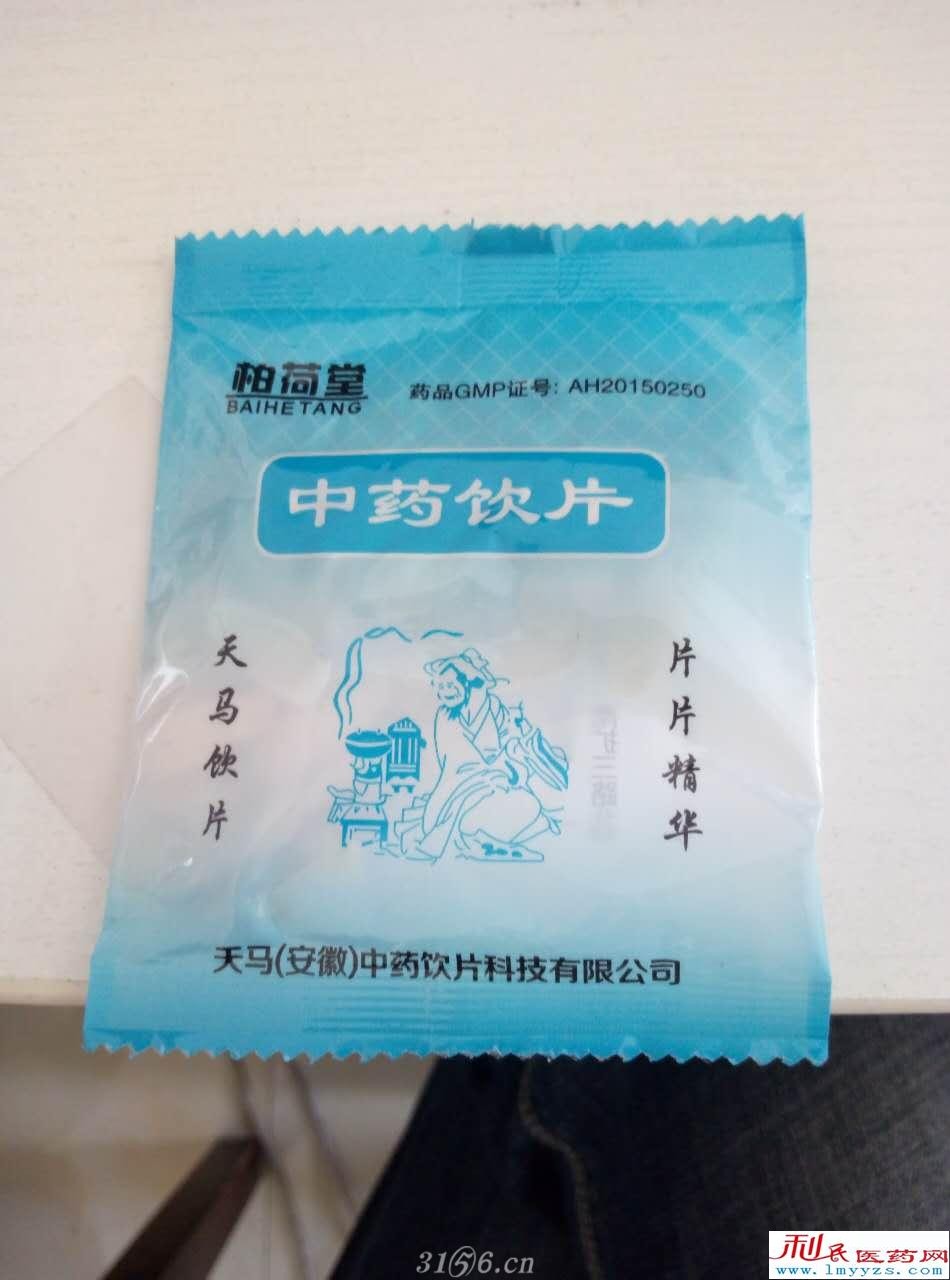 柏荷堂
BAIHETANG
药品GMP证号: AH20150250
中药饮片
天马饮片
片片精华
天马(安徽)中药饮片科技有限公司
3156.cn
利民医药网
www.lmyyzs.com